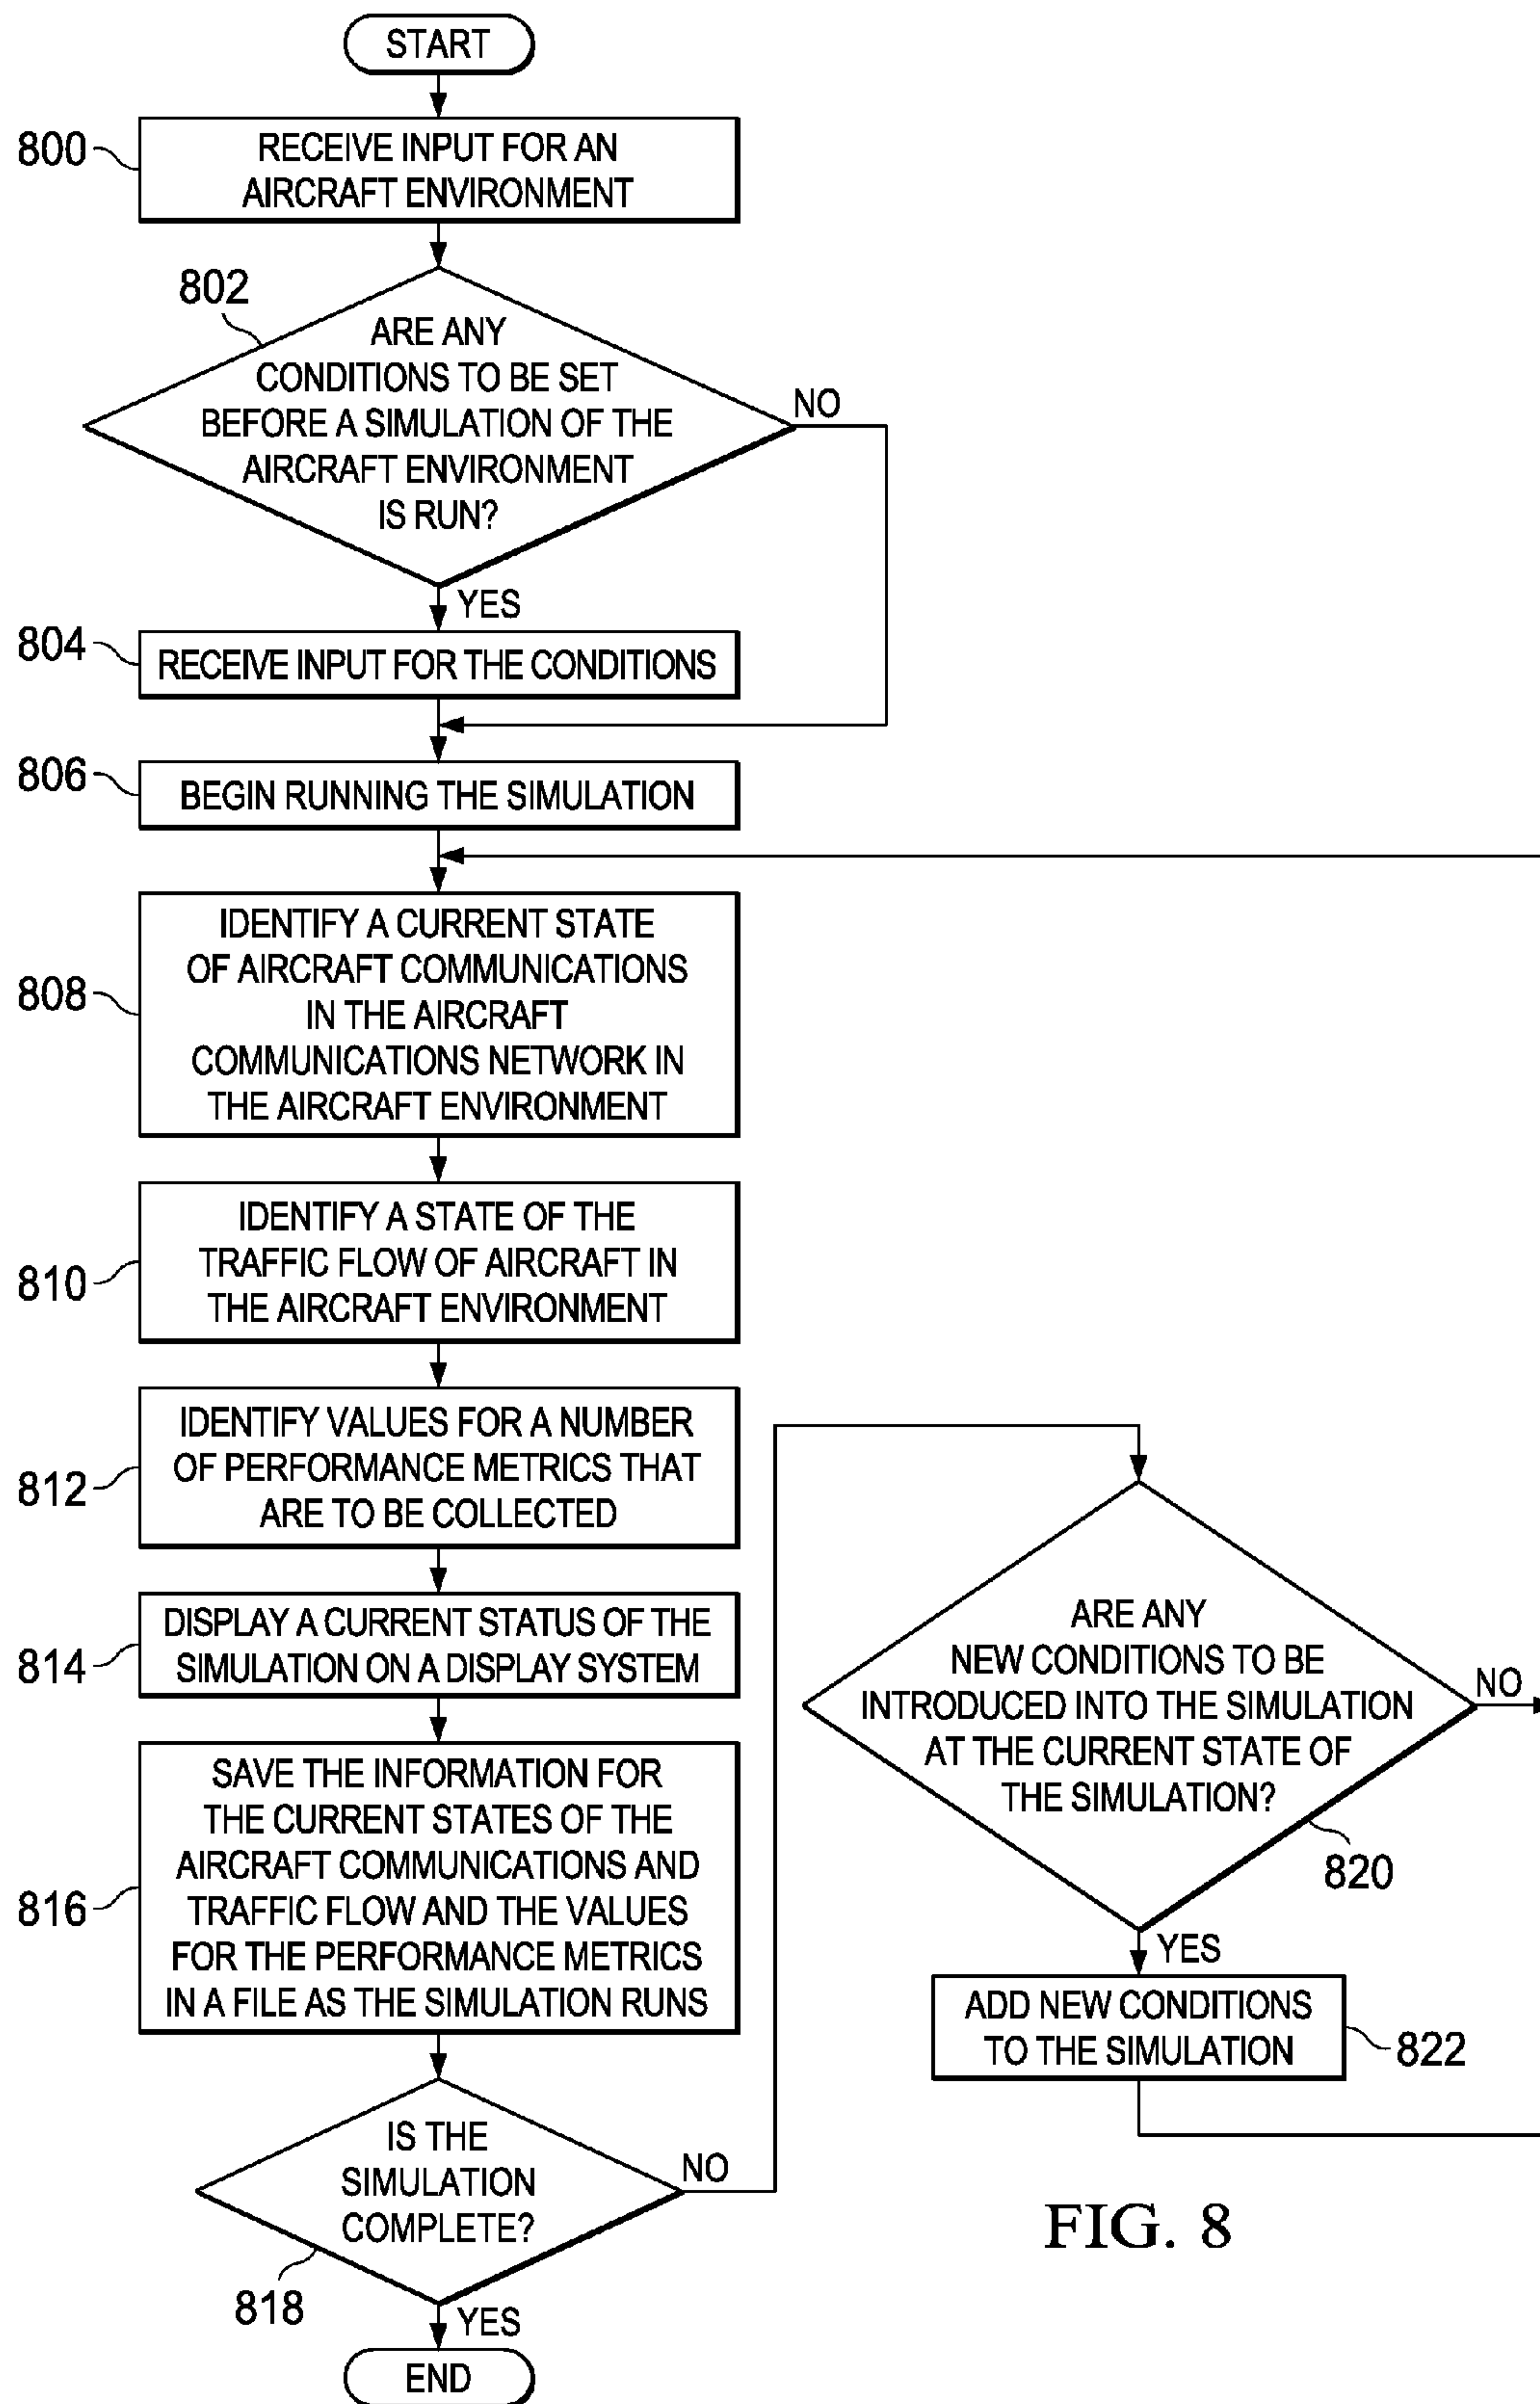 START
800
RECEIVE INPUT FOR AN
AIRCRAFT ENVIRONMENT
802
ARE ANY
CONDITIONS TO BE SET
BEFORE A SIMULATION OF THE
AIRCRAFT ENVIRONMENT
IS RUN?
NO
YES
804
RECEIVE INPUT FOR THE CONDITIONS
806
BEGIN RUNNING THE SIMULATION
808
IDENTIFY A CURRENT STATE
OF AIRCRAFT COMMUNICATIONS
IN THE AIRCRAFT
COMMUNICATIONS NETWORK IN
THE AIRCRAFT ENVIRONMENT
810
IDENTIFY A STATE OF THE
TRAFFIC FLOW OF AIRCRAFT IN
THE AIRCRAFT ENVIRONMENT
812
IDENTIFY VALUES FOR A NUMBER
OF PERFORMANCE METRICS THAT
ARE TO BE COLLECTED
814
DISPLAY A CURRENT STATUS OF THE
SIMULATION ON A DISPLAY SYSTEM
816
SAVE THE INFORMATION FOR
THE CURRENT STATES OF THE
AIRCRAFT COMMUNICATIONS AND
TRAFFIC FLOW AND THE VALUES
FOR THE PERFORMANCE METRICS
IN A FILE AS THE SIMULATION RUNS
IS THE
SIMULATION
COMPLETE?
NO
818
YES
END
ARE ANY
NEW CONDITIONS TO BE
INTRODUCED INTO THE SIMULATION
AT THE CURRENT STATE OF
THE SIMULATION?
NO
820
YES
ADD NEW CONDITIONS
TO THE SIMULATION
822
FIG. 8